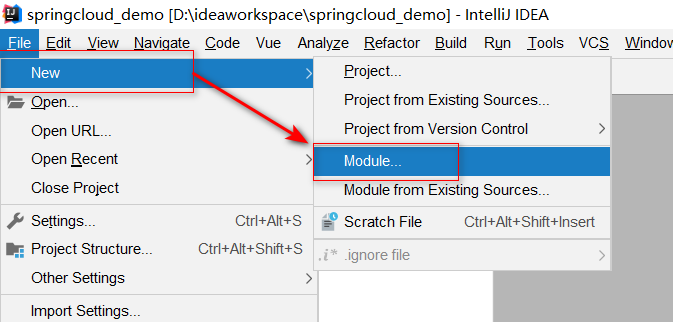 springcloud_demo [D:\ideaworkspace\springcloud_demo] - IntelliJ IDEA
File Edit View Navigate Code Vue Analyze Refactor Build Run Tools VCS Window
New
Open...
Open URL...
Open Recent
Close Project
Settings... Ctrl+Alt+S
Project Structure... Ctrl+Alt+Shift+S
Other Settings
Import Settings...
Project...
Project from Existing Sources...
Project from Version Control
Module...
Module from Existing Sources...
Scratch File Ctrl+Alt+Shift+Insert
.i* .ignore file